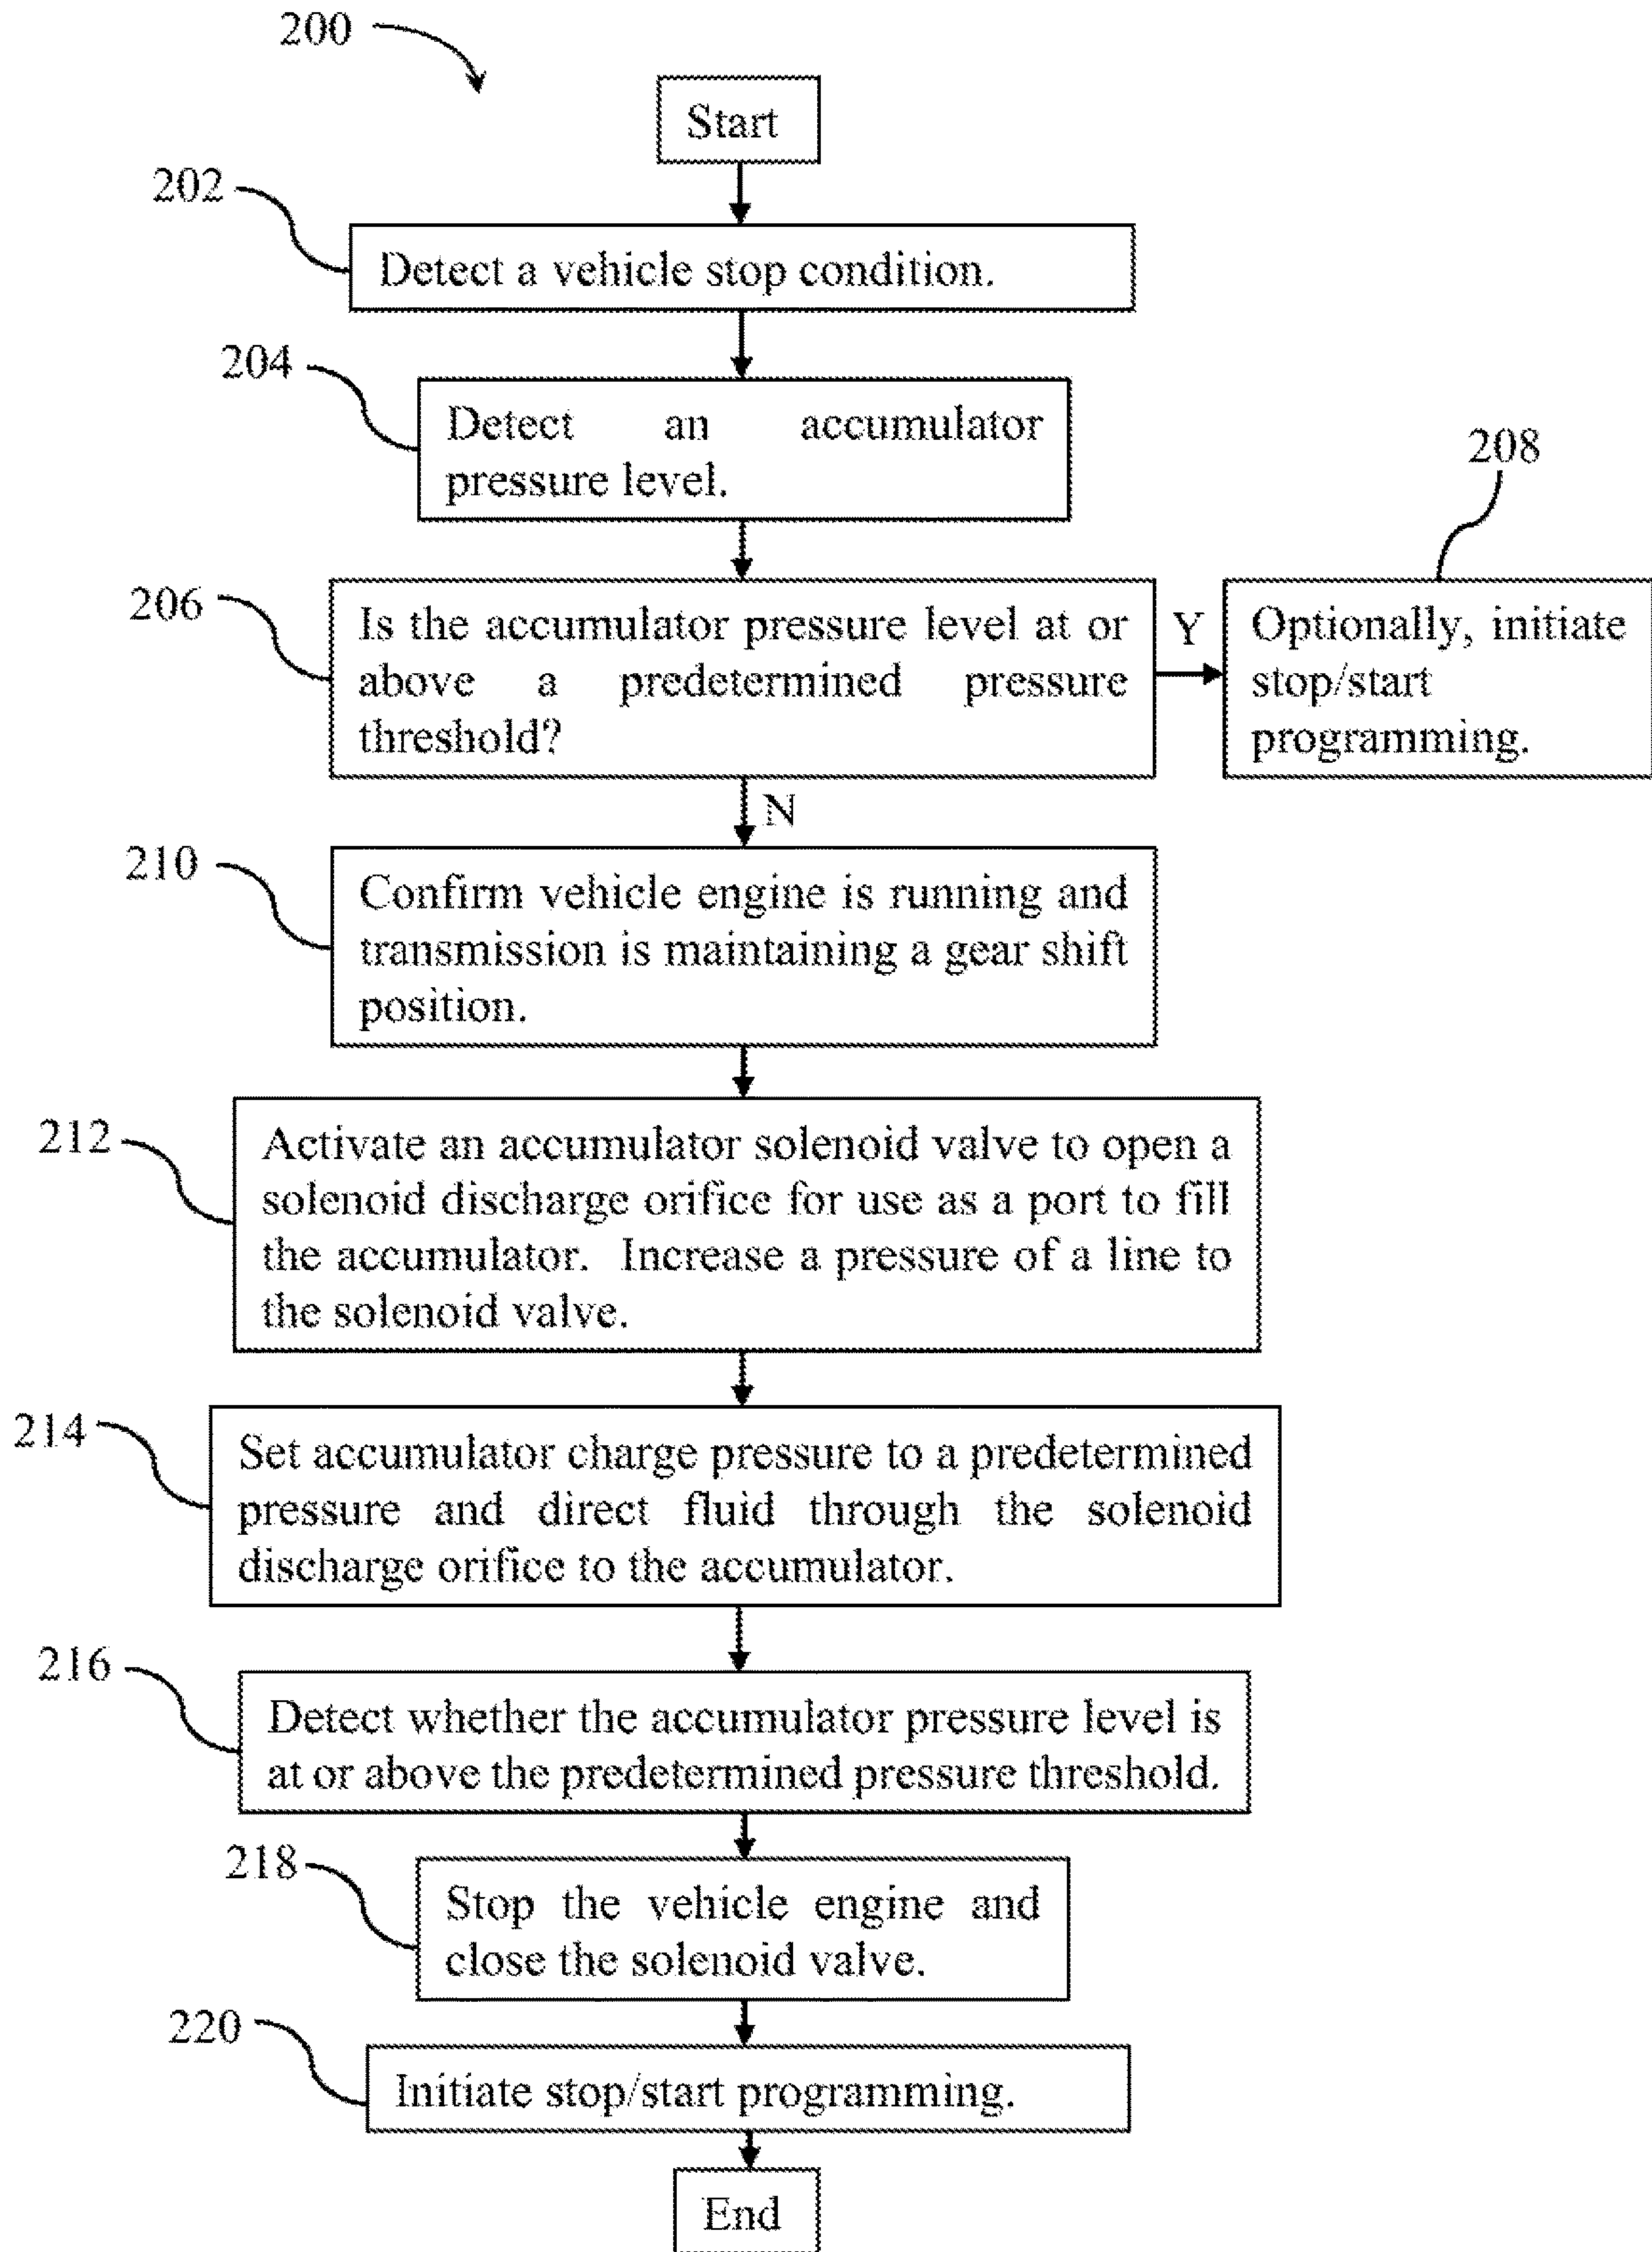 200
Start
202
Detect a vehicle stop condition.
204
Detect an accumulator
pressure level.
206
Is the accumulator pressure level at or
above a predetermined pressure
threshold?
Y
208
Optionally, initiate
stop/start
programming.
N
210
Confirm vehicle engine is running and
transmission is maintaining a gear shift
position.
212
Activate an accumulator solenoid valve to open a
solenoid discharge orifice for use as a port to fill
the accumulator. Increase a pressure of a line to
the solenoid valve.
214
Set accumulator charge pressure to a predetermined
pressure and direct fluid through the solenoid
discharge orifice to the accumulator.
216
Detect whether the accumulator pressure level is
at or above the predetermined pressure threshold.
218
Stop the vehicle engine and
close the solenoid valve.
220
Initiate stop/start programming.
End